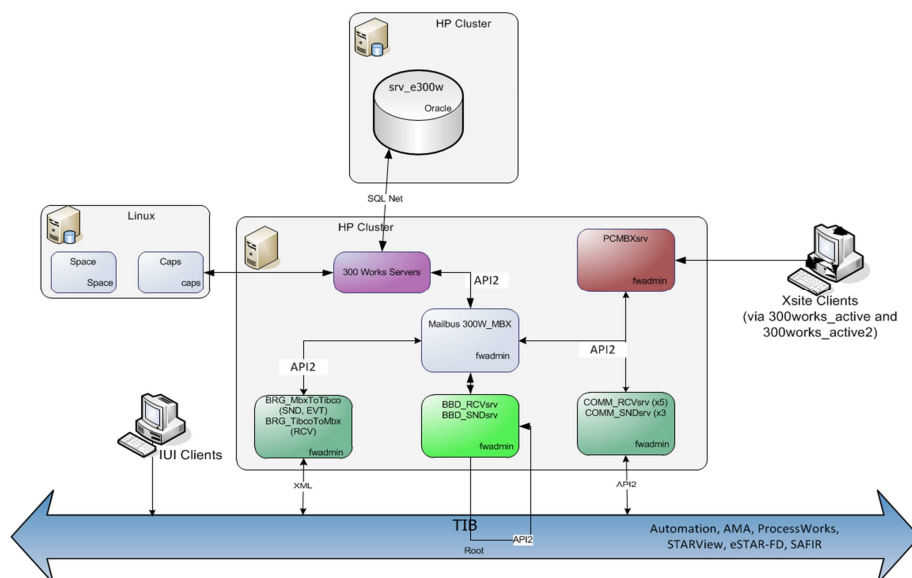 HP Cluster
srv_e300w
Oracle
SQL Net
Linux
Space
Space
Caps
caps
HP Cluster
300 Works Servers
API2
PCMBXsrv
fwadmin
Xsite Clients
(via 300works_active and
300works_active2)
Mailbus 300W_MBX
fwadmin
API2
API2
BRG_MbxToTibco
(SND, EVT)
BRG_TibcoToMbx
(RCV)
fwadmin
BBD_RCVsrv
BBD_SNDsrv
fwadmin
COMM_RCVsrv (x5)
COMM_SNDsrv (x3
fwadmin
IUI Clients
XML
API2
TIB
Root
API2
Automation, AMA, ProcessWorks,
STARView, eSTAR-FD, SAFIR